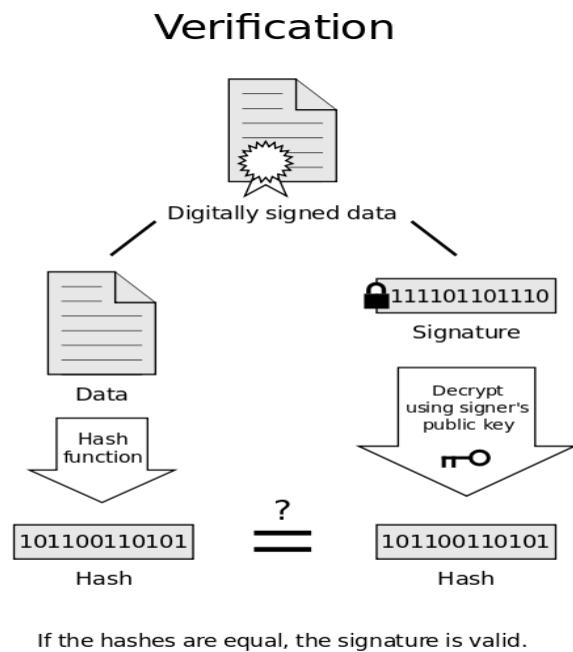 Verification
Digitally signed data
111101101110
Signature
Data
Decrypt
using signer's
public key
Hash
function
?
101100110101
101100110101
Hash
Hash
If the hashes are equal, the signature is valid.